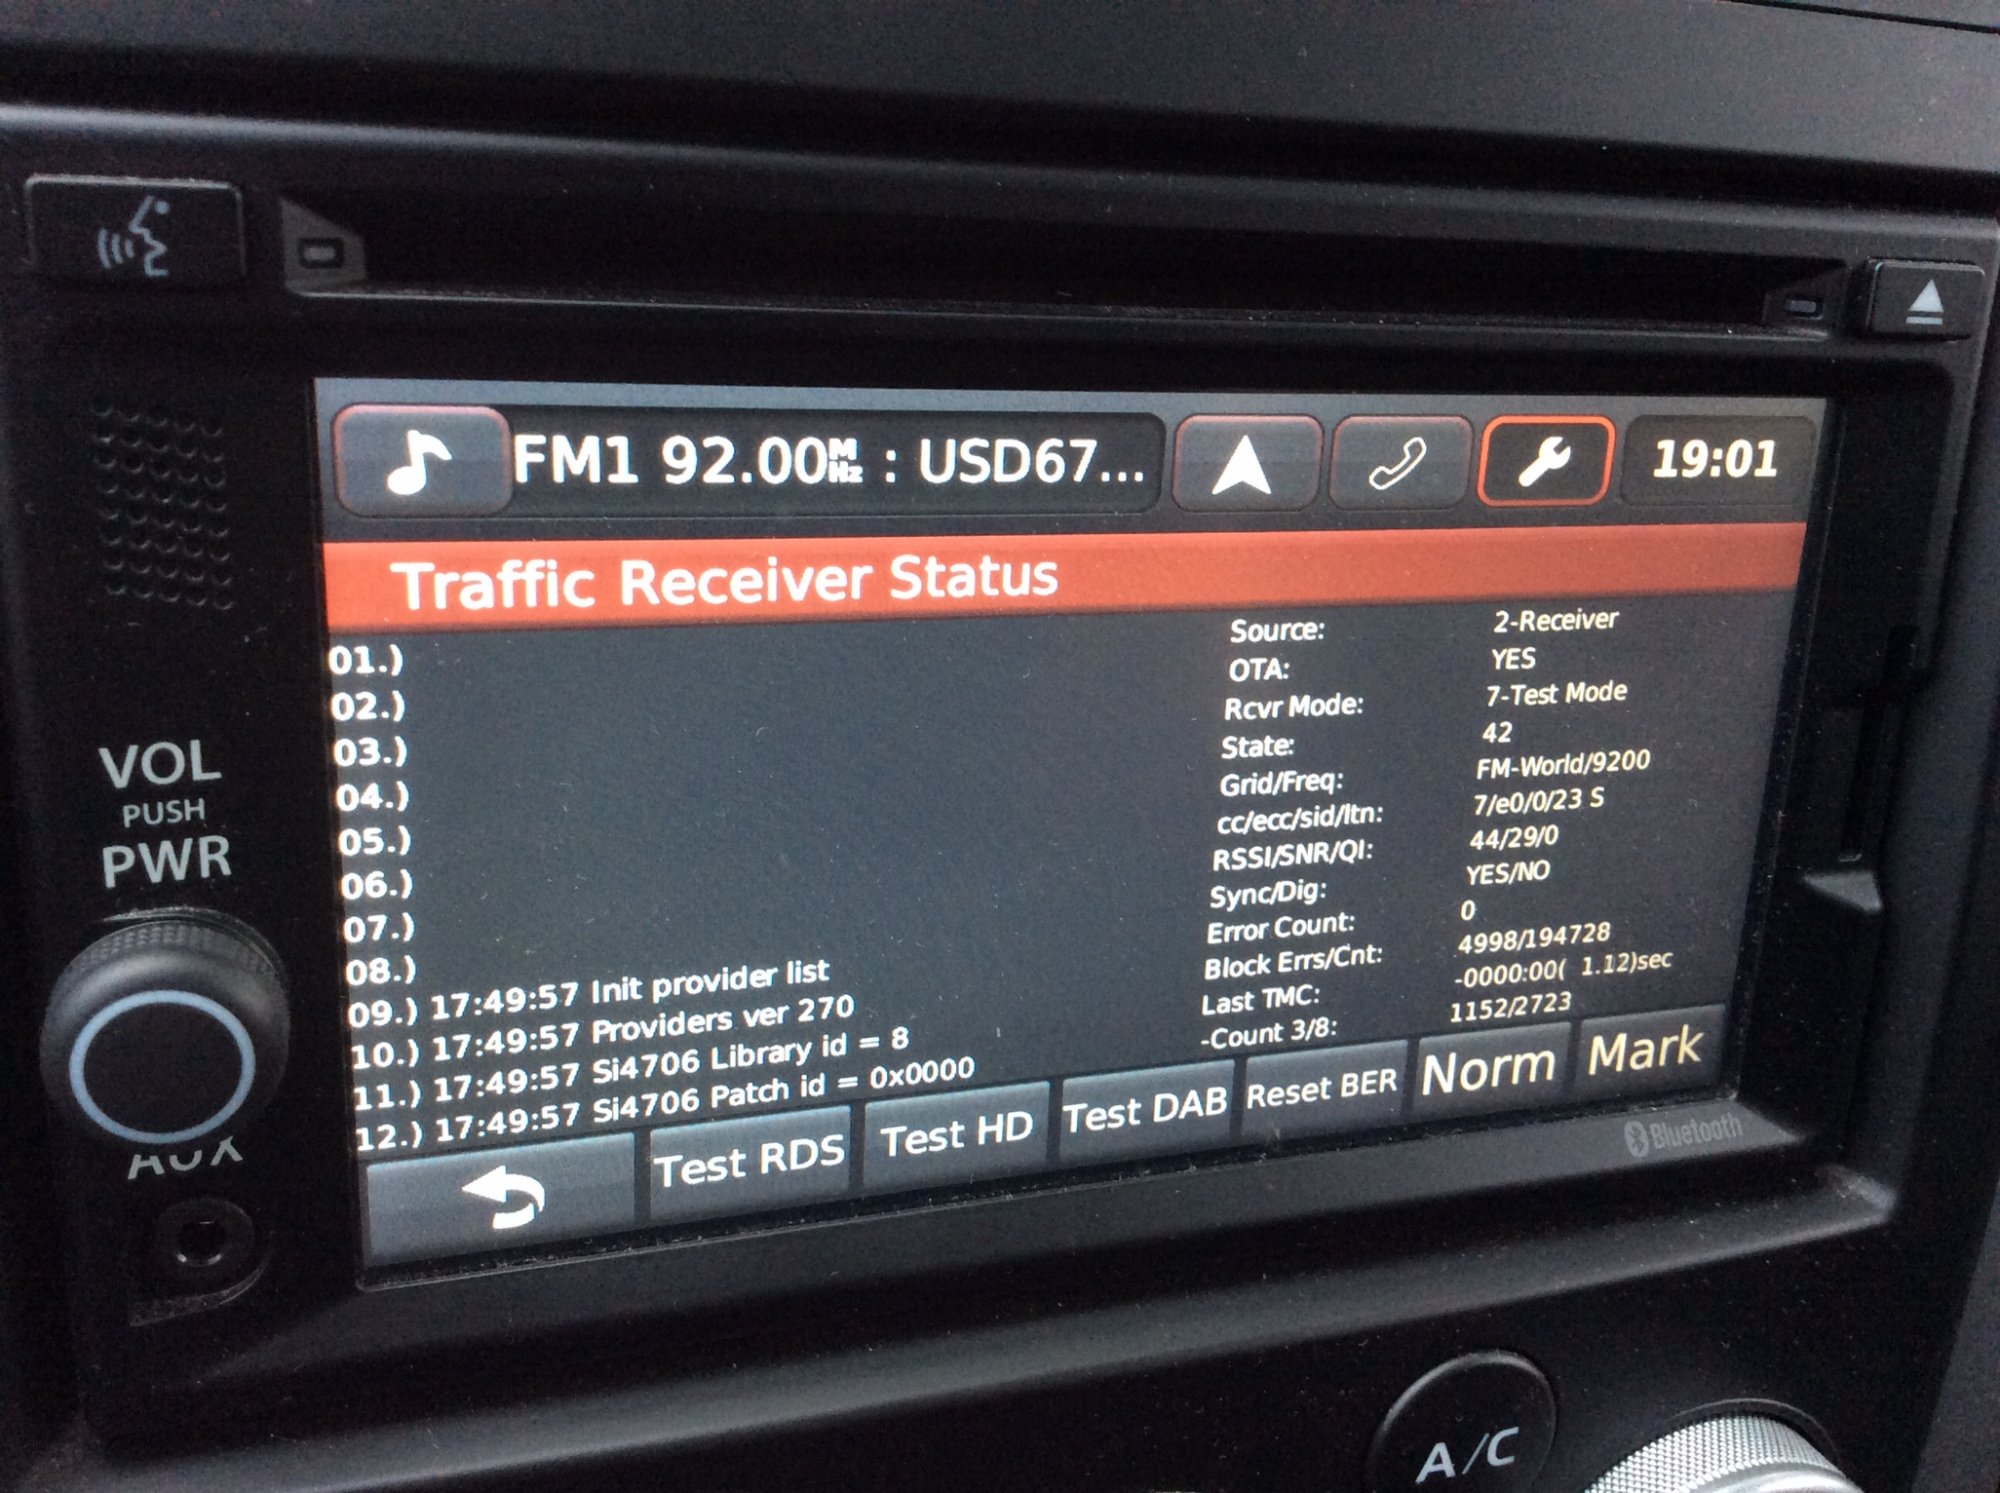 FM1 92.00MHz : USD67...
19:01
Traffic Receiver Status
01.)
02.)
03.)
04.)
05.)
06.)
07.)
08.)
09.) 17:49:57 Init provider list
10.) 17:49:57 Providers ver 270
11.) 17:49:57 Si4706 Library id = 8
12.) 17:49:57 Si4706 Patch id = 0x0000
Source: 2-Receiver
OTA: YES
Rcvr Mode: 7-Test Mode
State: 42
Grid/Freq: FM-World/9200
cc/ecc/sid/ltn: 7/e0/0/23 S
RSSI/SNR/QI: 44/29/0
Sync/Dig: YES/NO
Error Count: 0
Block Errs/Cnt: 4998/194728
Last TMC: -0000:00( 1.12)sec
-Count 3/8: 1152/2723
Test RDS
Test HD
Test DAB
Reset BER
Norm
Mark
VOL
PUSH
PWR
AUX
Bluetooth
A/C